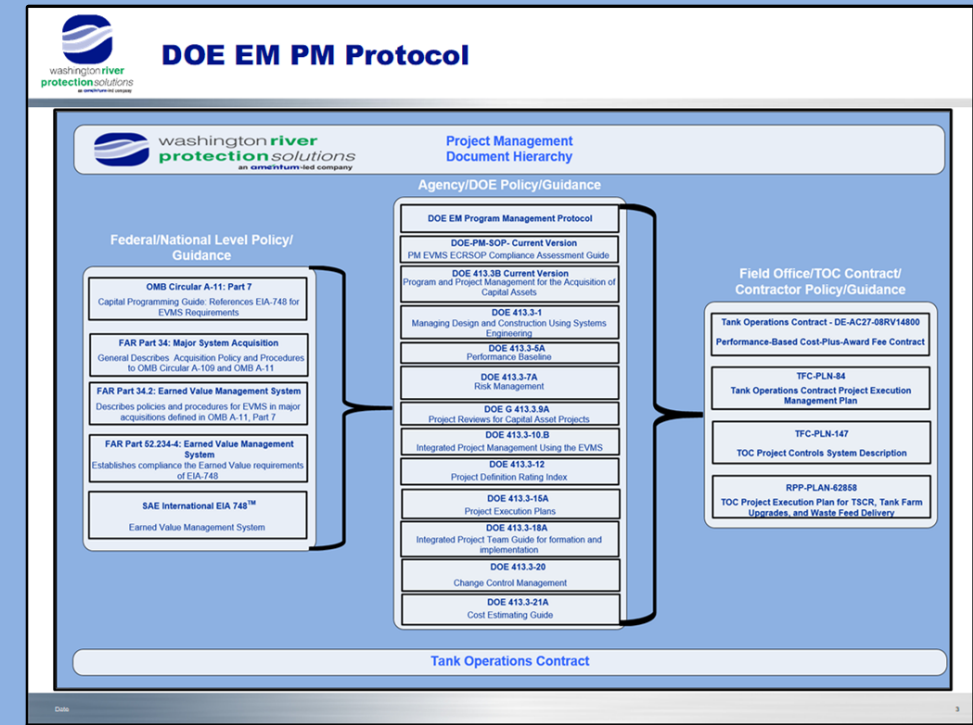 washington river
protection solutions
an amentum-led company
DOE EM PM Protocol
washington river
protection solutions
an amentum-led company
Project Management
Document Hierarchy
Federal/National Level Policy/
Guidance
OMB Circular A-11: Part 7
Capital Programming Guide: References EIA-748 for
EVMS Requirements
FAR Part 34: Major System Acquisition
General Describes Acquisition Policy and Procedures
to OMB Circular A-109 and OMB A-11
FAR Part 34.2: Earned Value Management System
Describes policies and procedures for EVMS in major
acquisitions defined in OMB A-11, Part 7
FAR Part 52.234-4: Earned Value Management
System
Establishes compliance the Earned Value requirements
of EIA-748
SAE International EIA 748™
Earned Value Management System
Agency/DOE Policy/Guidance
DOE EM Program Management Protocol
DOE-PM-SOP- Current Version
PM EVMS ECRSOP Compliance Assessment Guide
DOE 413.3B Current Version
Program and Project Management for the Acquisition of
Capital Assets
DOE 413.3-1
Managing Design and Construction Using Systems
Engineering
DOE 413.3-5A
Performance Baseline
DOE 413.3-7A
Risk Management
DOE G 413.3.9A
Project Reviews for Capital Asset Projects
DOE 413.3-10.B
Integrated Project Management Using the EVMS
DOE 413.3-12
Project Definition Rating Index
DOE 413.3-15A
Project Execution Plans
DOE 413.3-18A
Integrated Project Team Guide for formation and
implementation
DOE 413.3-20
Change Control Management
DOE 413.3-21A
Cost Estimating Guide
Field Office/TOC Contract/
Contractor Policy/Guidance
Tank Operations Contract - DE-AC27-08RV14800
Performance-Based Cost-Plus-Award Fee Contract
TFC-PLN-84
Tank Operations Contract Project Execution
Management Plan
TFC-PLN-147
TOC Project Controls System Description
RPP-PLAN-62858
TOC Project Execution Plan for TSCR, Tank Farm
Upgrades, and Waste Feed Delivery
Tank Operations Contract
Date
3